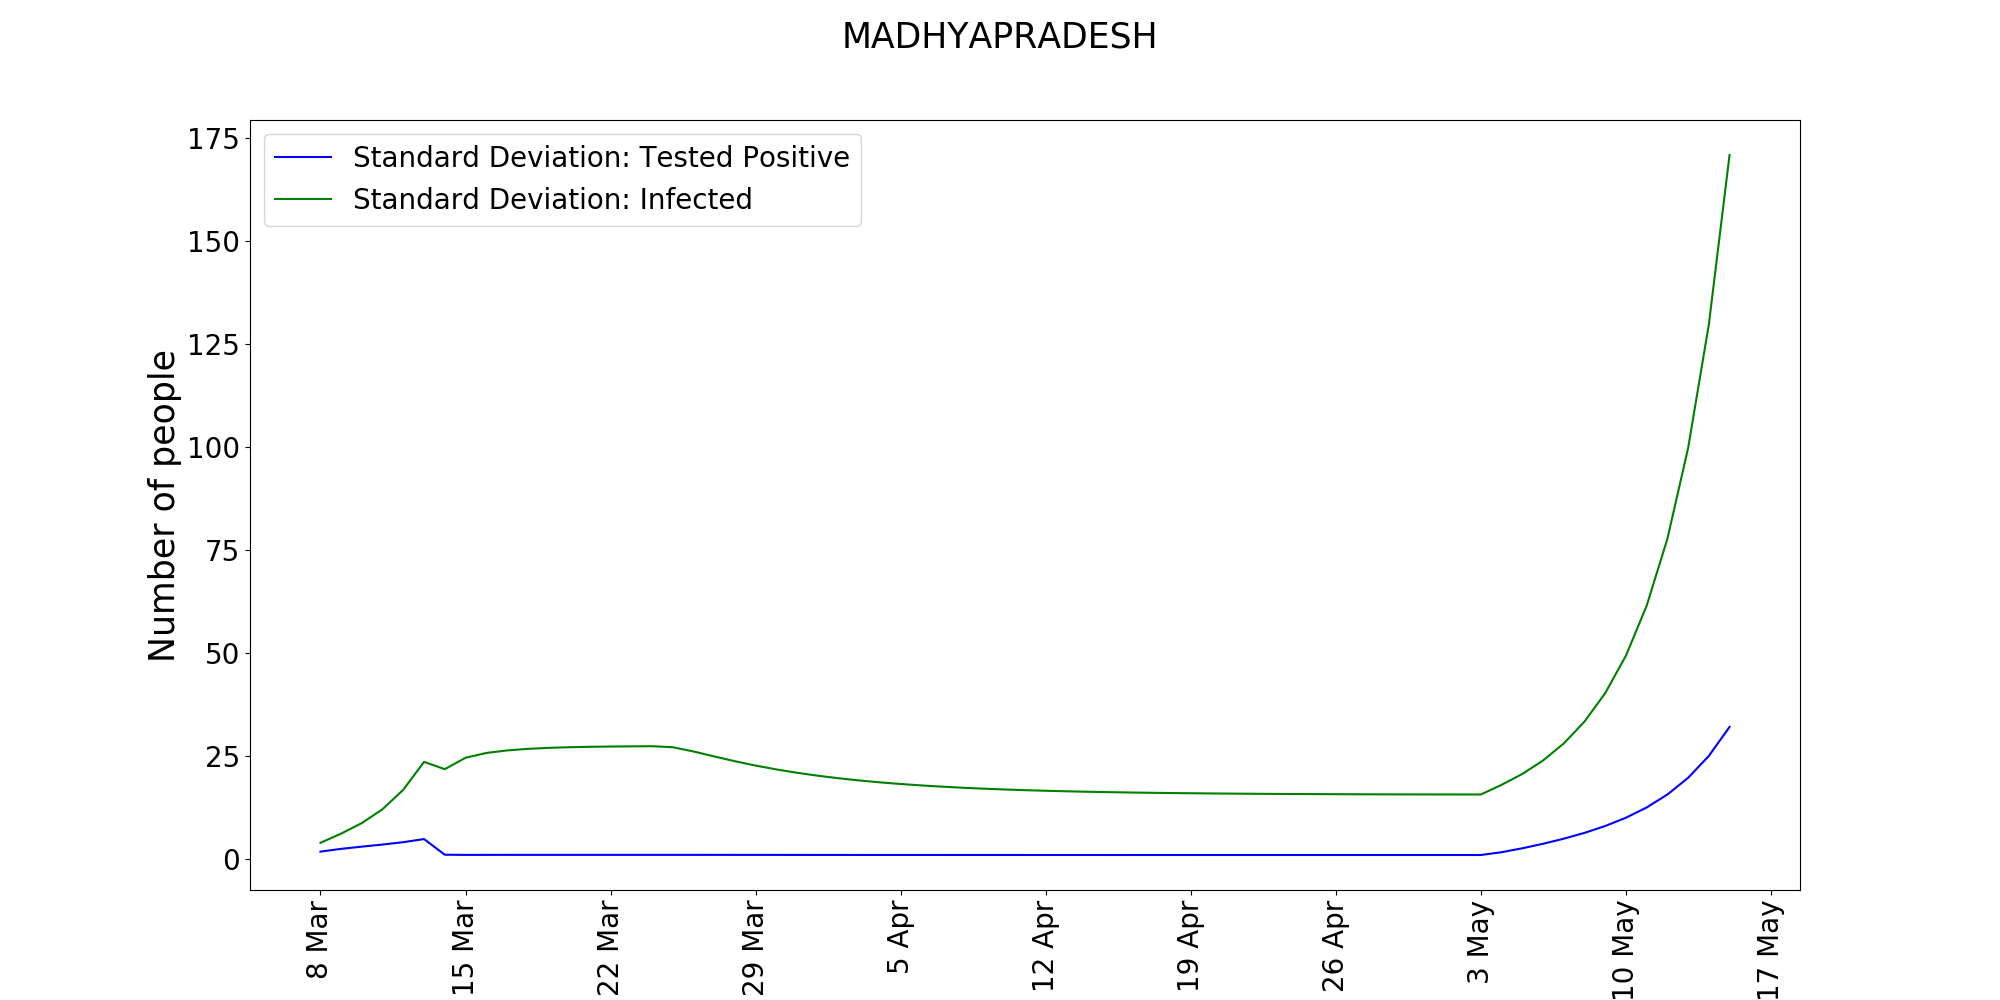 MADHYAPRADESH
Standard Deviation: Tested Positive
Standard Deviation: Infected
Number of people
175
150
125
100
75
50
25
0
8 Mar
15 Mar
22 Mar
29 Mar
5 Apr
12 Apr
19 Apr
26 Apr
3 May
10 May
17 May